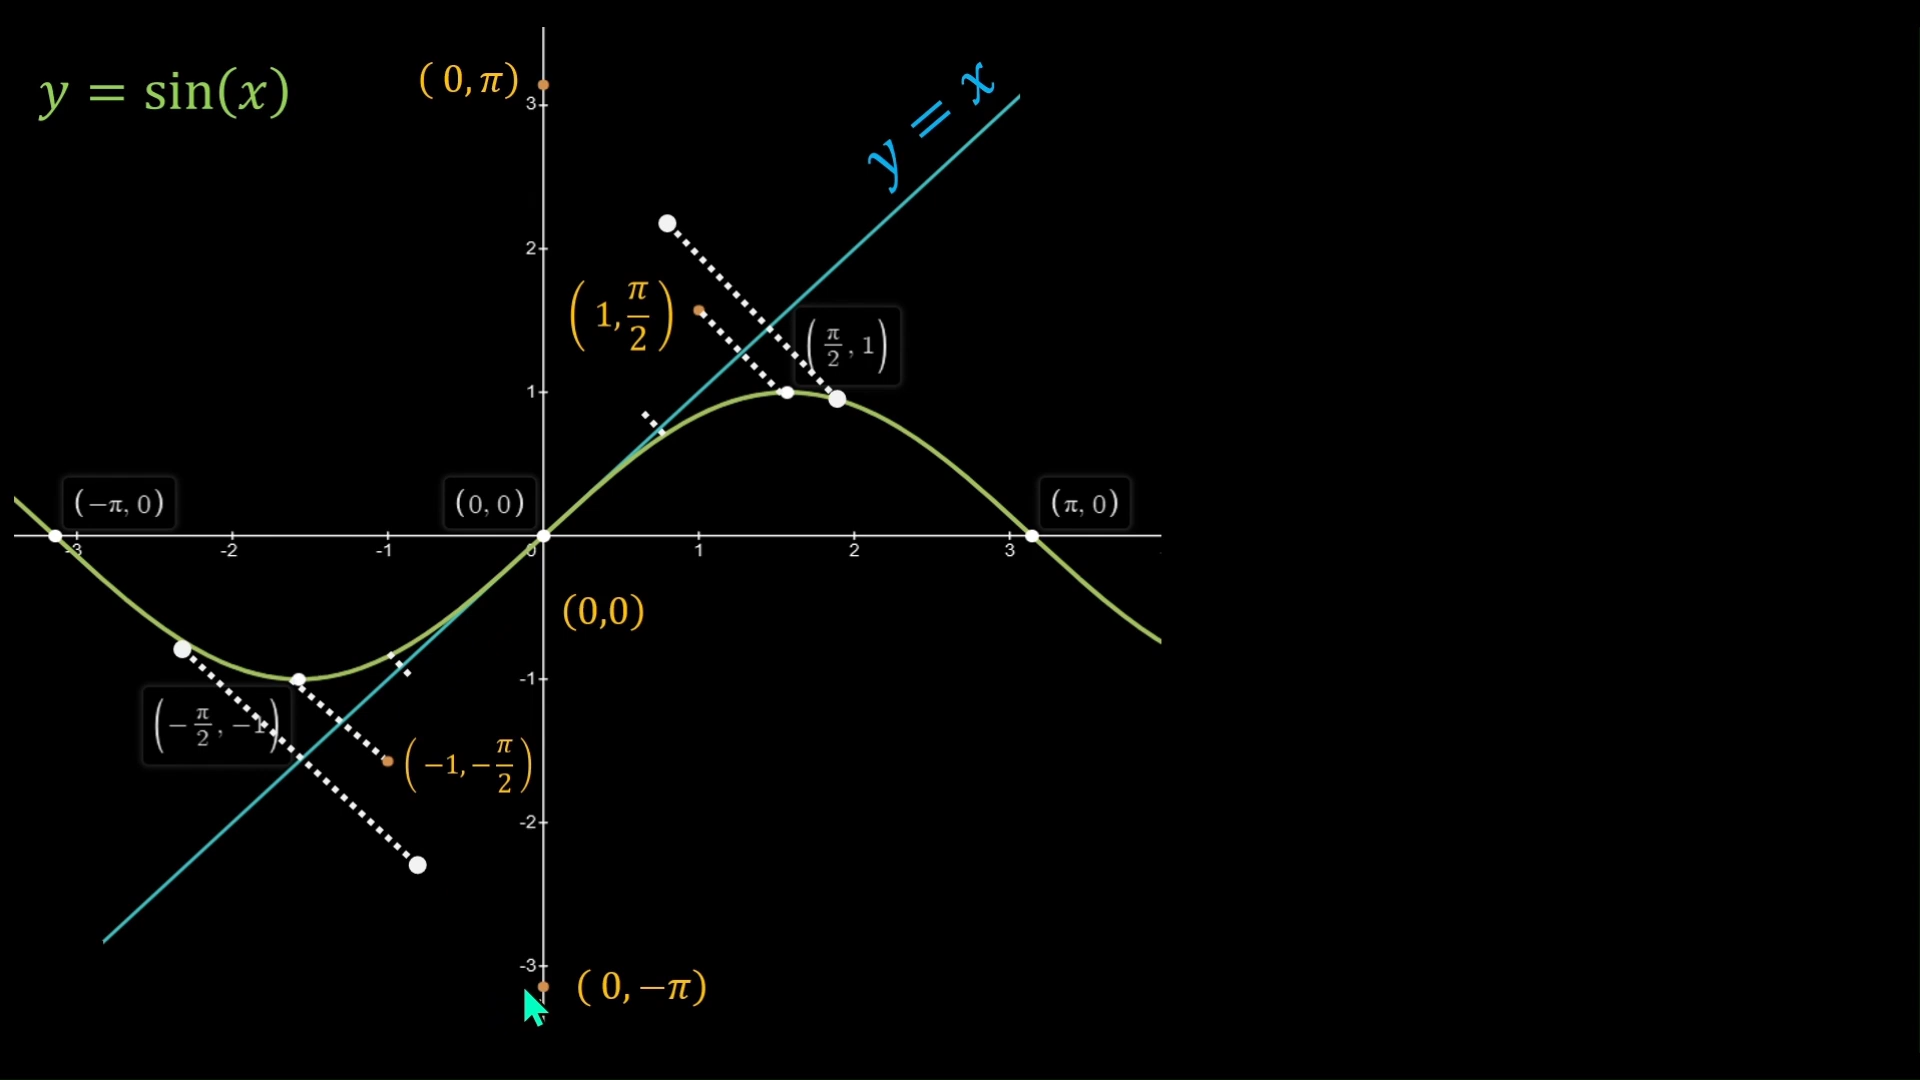 y = sin(x)
( 0, π)
y = x
3
2
(1, π/2)
(π/2, 1)
1
(−π, 0)
(0, 0)
(π, 0)
-3 -2 -1 0 1 2 3
(0,0)
-1
(−π/2, −1)
(−1, −π/2)
-2
-3
( 0, −π)